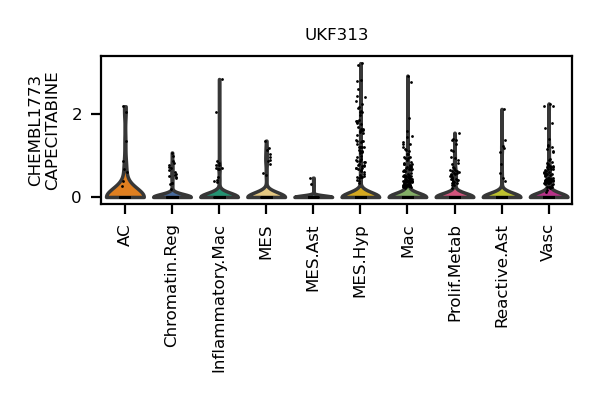 UKF313
CHEMBL1773
CAPECITABINE
2
0
AC
Chromatin.Reg
Inflammatory.Mac
MES
MES.Ast
MES.Hyp
Mac
Prolif.Metab
Reactive.Ast
Vasc